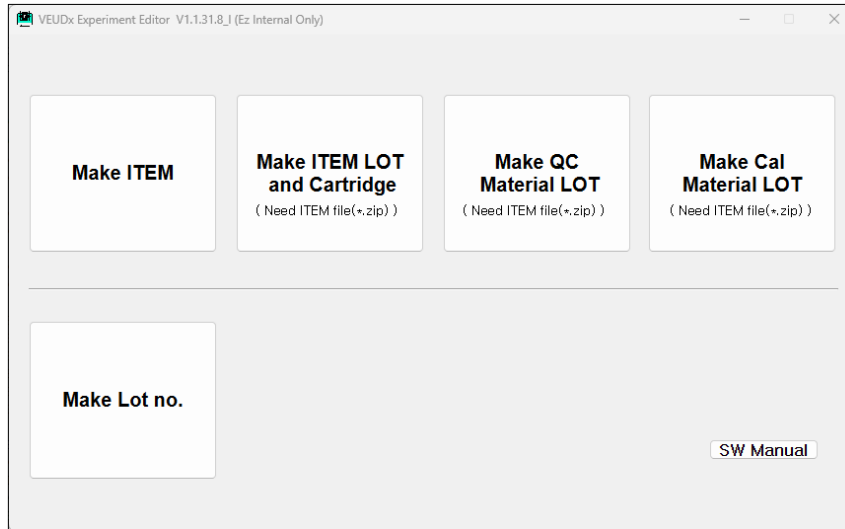 VEUDx Experiment Editor V1.1.31.8_I (Ez Internal Only)
Make ITEM
Make ITEM LOT
and Cartridge
( Need ITEM file(*.zip) )
Make QC
Material LOT
( Need ITEM file(*.zip) )
Make Cal
Material LOT
( Need ITEM file(*.zip) )
Make Lot no.
SW Manual